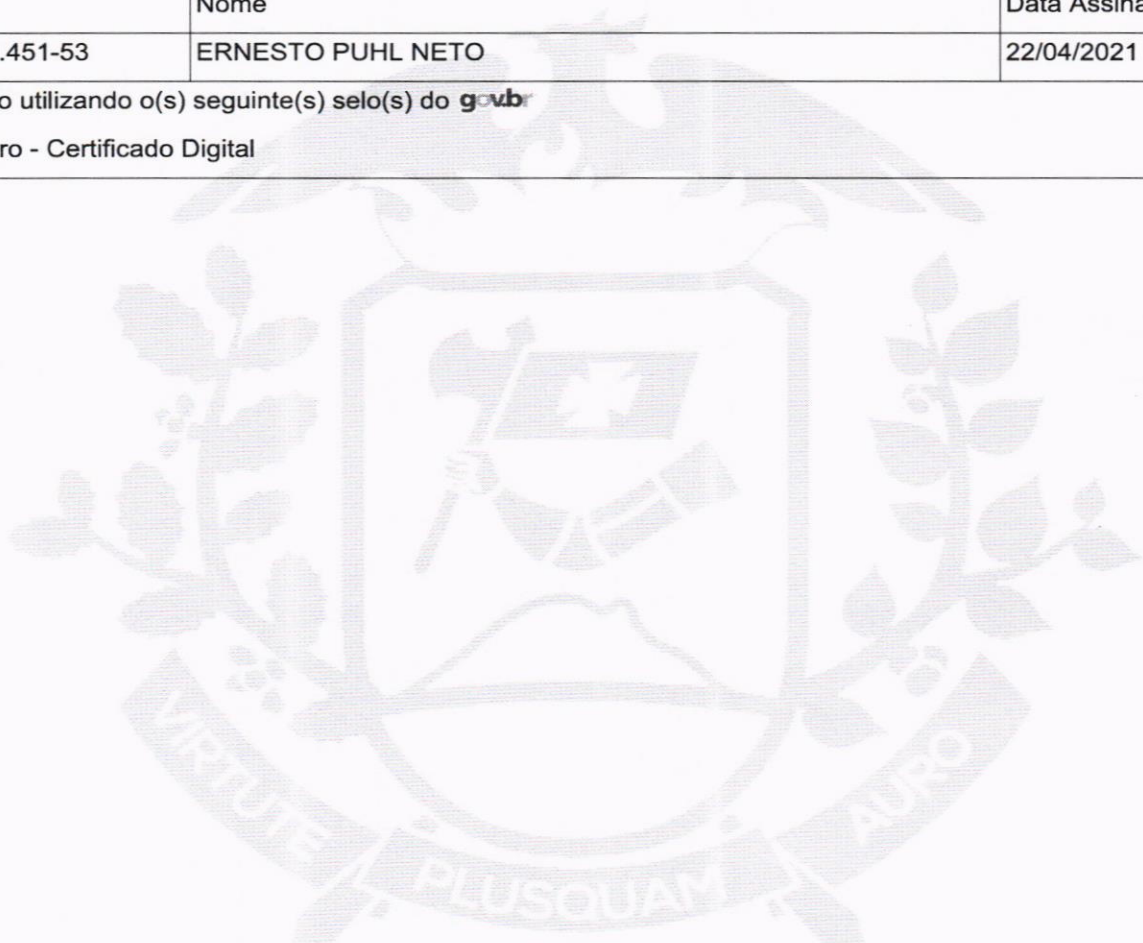 Nome Data Assina
.451-53 ERNESTO PUHL NETO 22/04/2021
o utilizando o(s) seguinte(s) selo(s) do gov.br
ro - Certificado Digital
VIRTUTE PLUSQUAM AURO